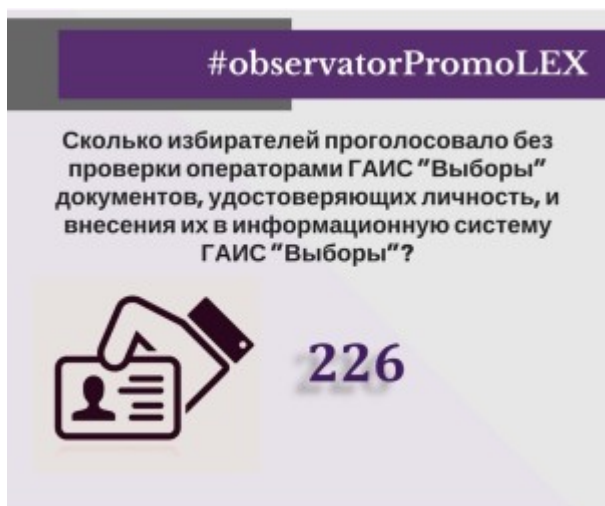 #observatorPromoLEX
Сколько избирателей проголосовало без
проверки операторами ГАИС "Выборы"
документов, удостоверяющих личность, и
внесения их в информационную систему
ГАИС "Выборы"?
226